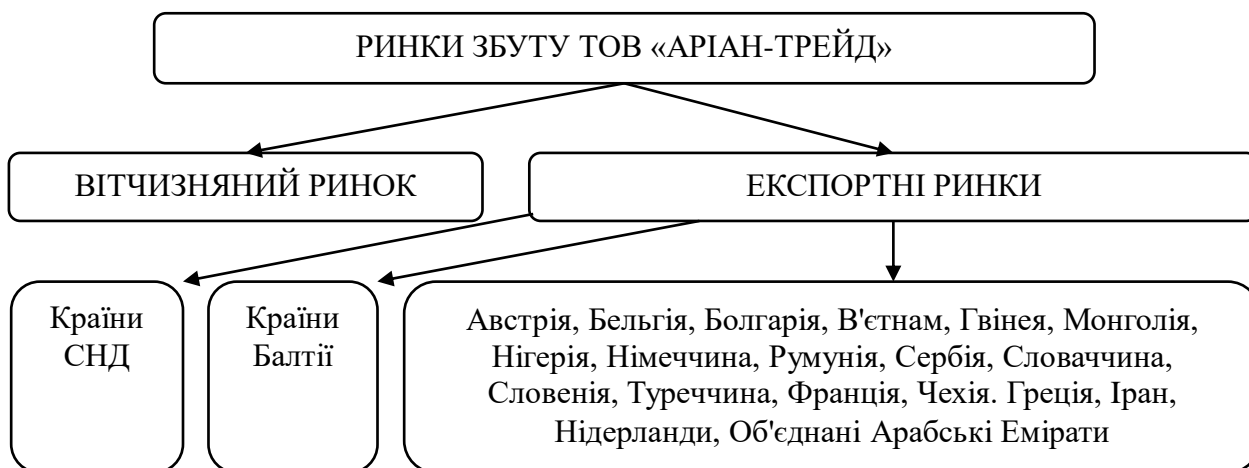 РИНКИ ЗБУТУ ТОВ «АРІАН-ТРЕЙД»
ВІТЧИЗНЯНИЙ РИНОК
ЕКСПОРТНІ РИНКИ
Країни
СНД
Країни
Балтії
Австрія, Бельгія, Болгарія, В'єтнам, Гвінея, Монголія,
Нігерія, Німеччина, Румунія, Сербія, Словаччина,
Словенія, Туреччина, Франція, Чехія. Греція, Іран,
Нідерланди, Об'єднані Арабські Емірати